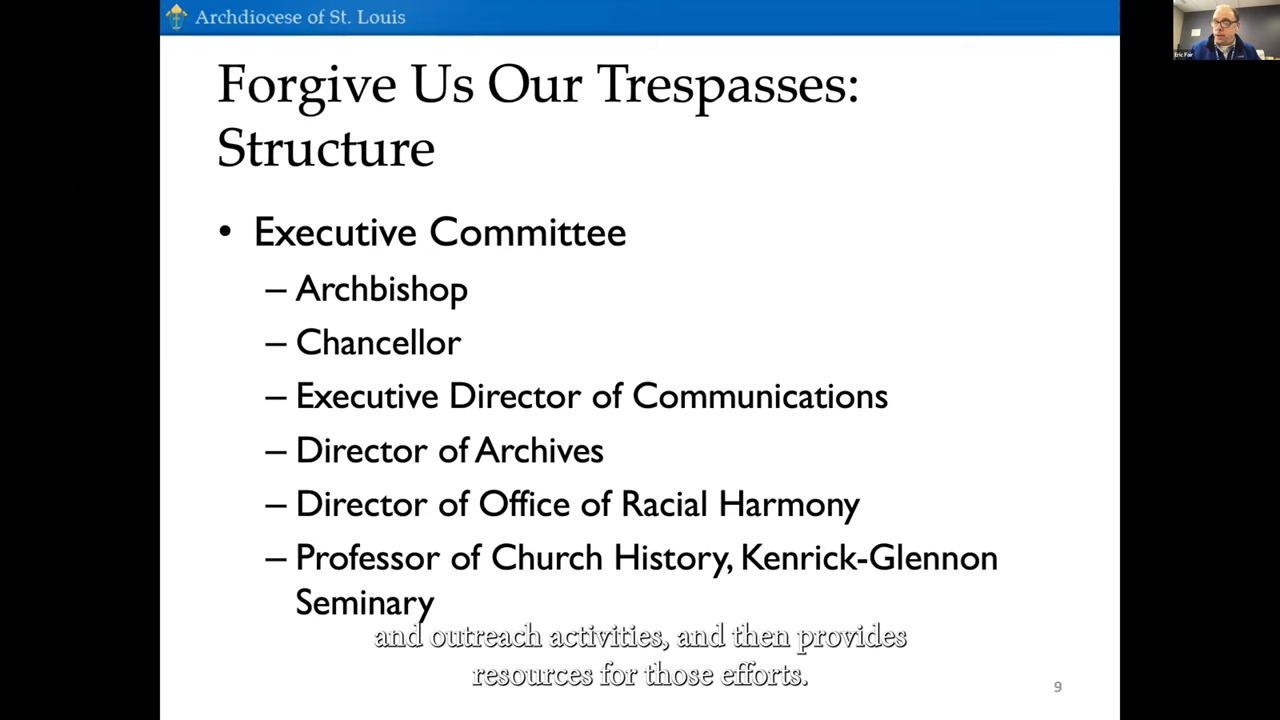 Archdiocese of St. Louis
Forgive Us Our Trespasses:
Structure
• Executive Committee
– Archbishop
– Chancellor
– Executive Director of Communications
– Director of Archives
– Director of Office of Racial Harmony
– Professor of Church History, Kenrick-Glennon
Seminary
and outreach activities, and then provides
resources for those efforts.
9